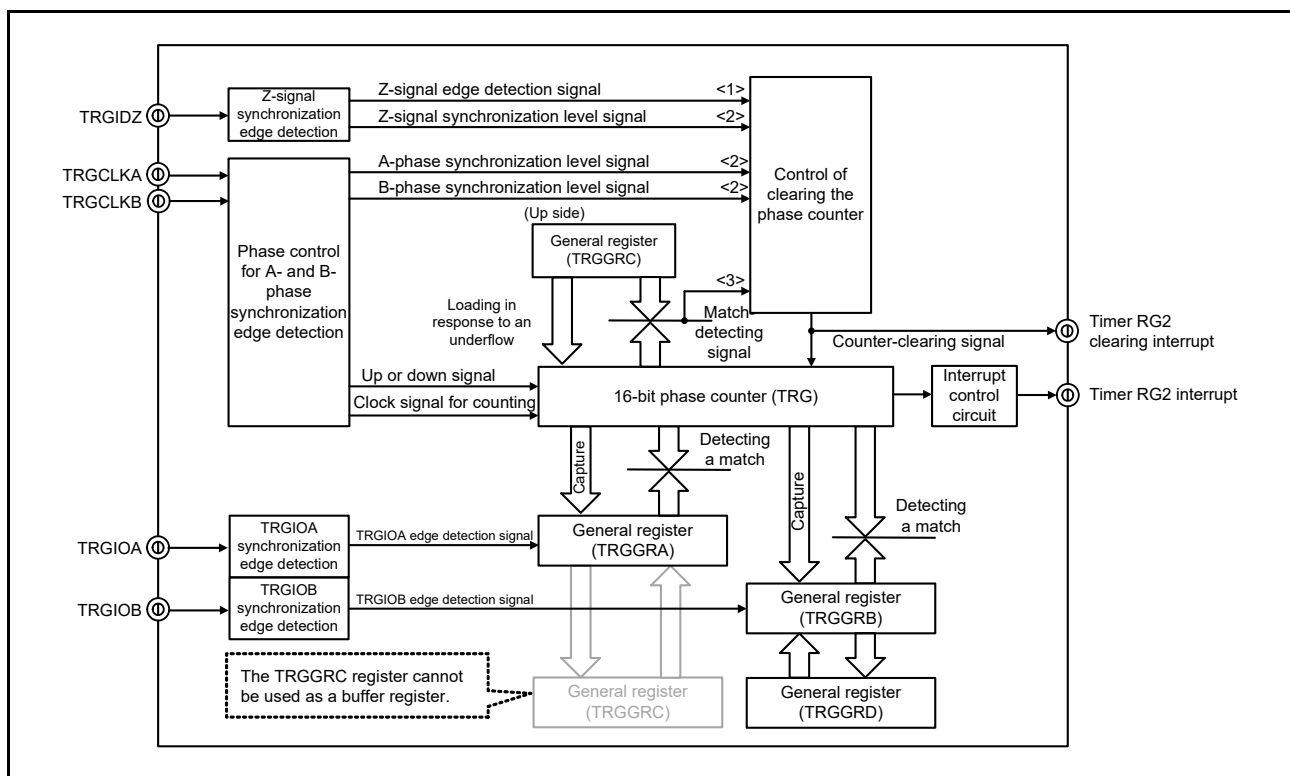 TRGIDZ
Z-signal
synchronization
edge detection
Z-signal edge detection signal
<1>
Z-signal synchronization level signal
<2>
TRGCLKA
TRGCLKB
A-phase synchronization level signal
<2>
B-phase synchronization level signal
<2>
Control of
clearing the
phase counter
Phase control
for A- and B-
phase
synchronization
edge detection
(Up side)
General register
(TRGGRC)
<3>
Loading in
response to an
underflow
Match-
detecting
signal
Counter-clearing signal
Timer RG2
clearing interrupt
Up or down signal
Clock signal for counting
16-bit phase counter (TRG)
Interrupt
control
circuit
Timer RG2 interrupt
Capture
Detecting
a match
Capture
Detecting
a match
TRGIOA
TRGIOA
synchronization
edge detection
TRGIOA edge detection signal
General register
(TRGGRA)
TRGIOB
TRGIOB
synchronization
edge detection
TRGIOB edge detection signal
General register
(TRGGRB)
The TRGGRC register cannot
be used as a buffer register.
General register
(TRGGRC)
General register
(TRGGRD)